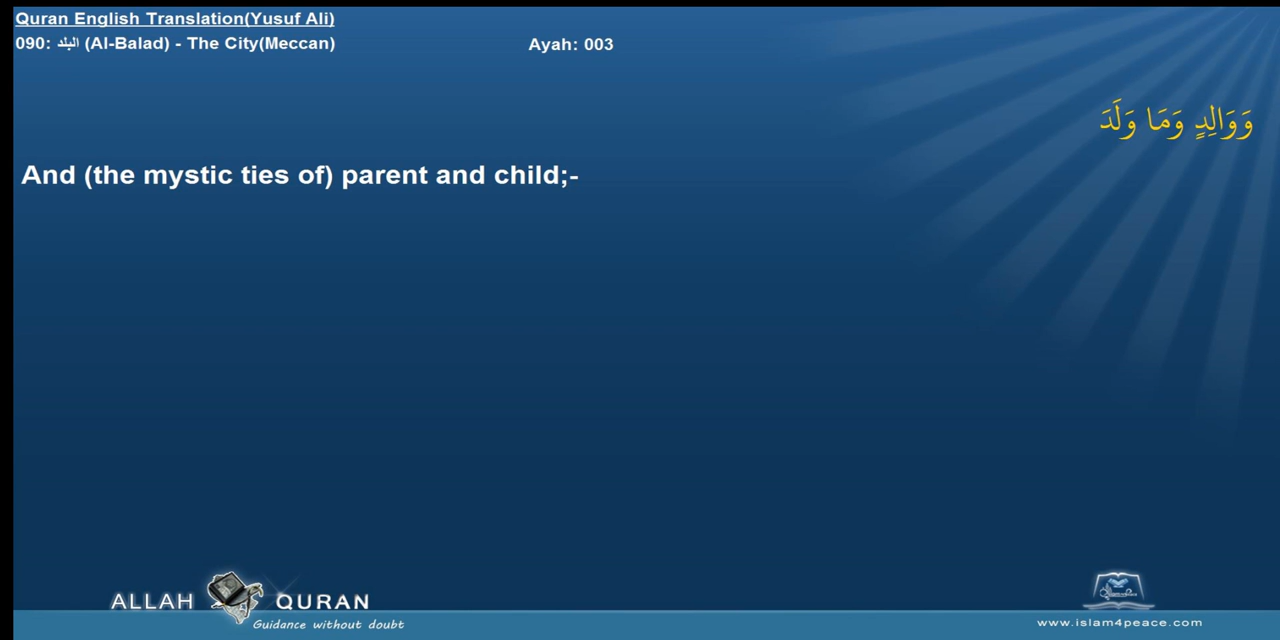 Quran English Translation(Yusuf Ali)
090: البلد (Al-Balad) - The City(Meccan)
Ayah: 003
وَوَالِدٍ وَمَا وَلَدَ
And (the mystic ties of) parent and child;-
ALLAH QURAN
Guidance without doubt
www.islam4peace.com